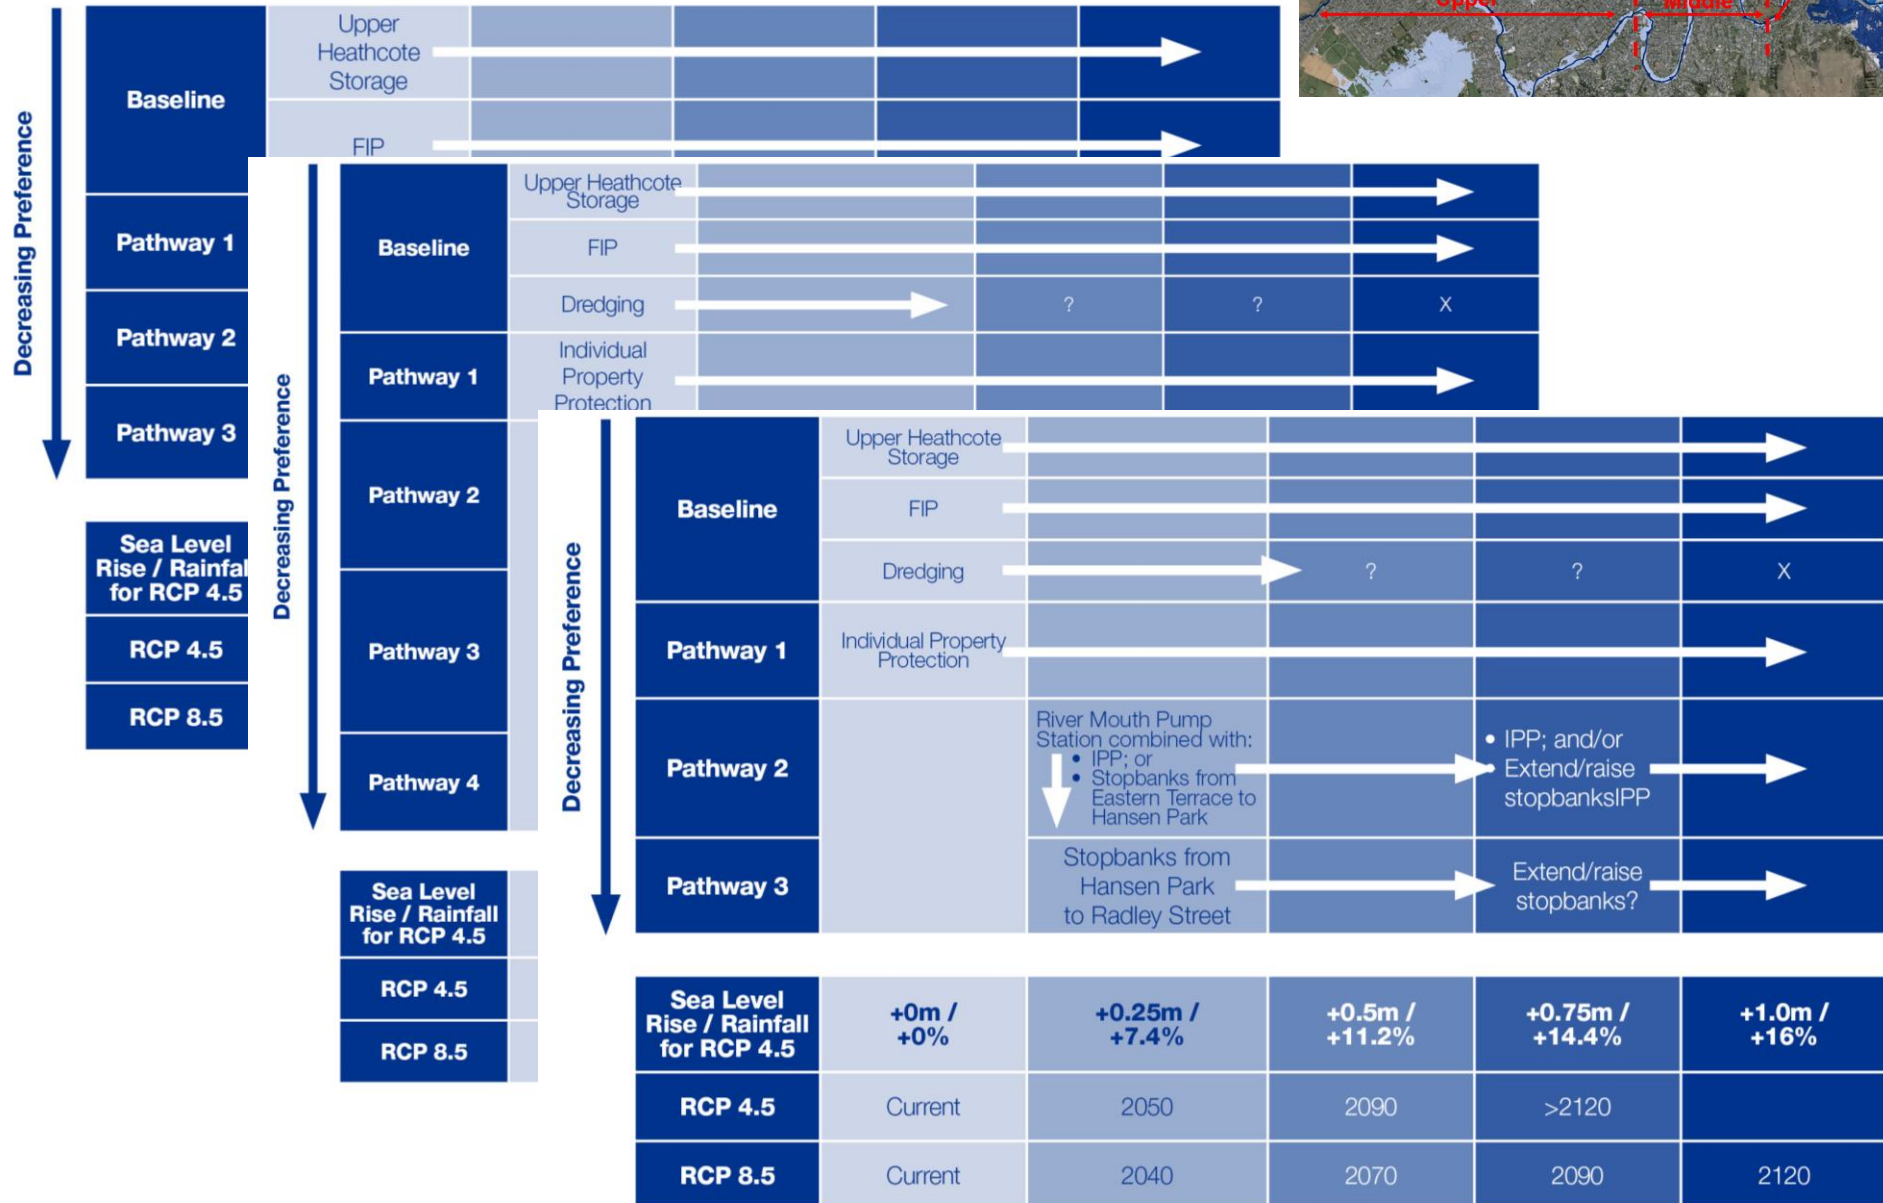 Upper
Middle
Decreasing Preference
Baseline
Upper
Heathcote
Storage
FIP
Pathway 1
Pathway 2
Pathway 3
Sea Level
Rise / Rainfal
for RCP 4.5
RCP 4.5
RCP 8.5
Decreasing Preference
Baseline
Upper Heathcote
Storage
FIP
Dredging
?
?
X
Pathway 1
Individual
Property
Protection
Pathway 2
Pathway 3
Pathway 4
Sea Level
Rise / Rainfall
for RCP 4.5
RCP 4.5
RCP 8.5
Decreasing Preference
Baseline
Upper Heathcote
Storage
FIP
Dredging
?
?
X
Pathway 1
Individual Property
Protection
Pathway 2
River Mouth Pump
Station combined with:
• IPP; or
• Stopbanks from
Eastern Terrace to
Hansen Park
• IPP; and/or
• Extend/raise
stopbanksIPP
Pathway 3
Stopbanks from
Hansen Park
to Radley Street
Extend/raise
stopbanks?
Sea Level
Rise / Rainfall
for RCP 4.5
+0m /
+0%
+0.25m /
+7.4%
+0.5m /
+11.2%
+0.75m /
+14.4%
+1.0m /
+16%
RCP 4.5
Current
2050
2090
>2120
RCP 8.5
Current
2040
2070
2090
2120